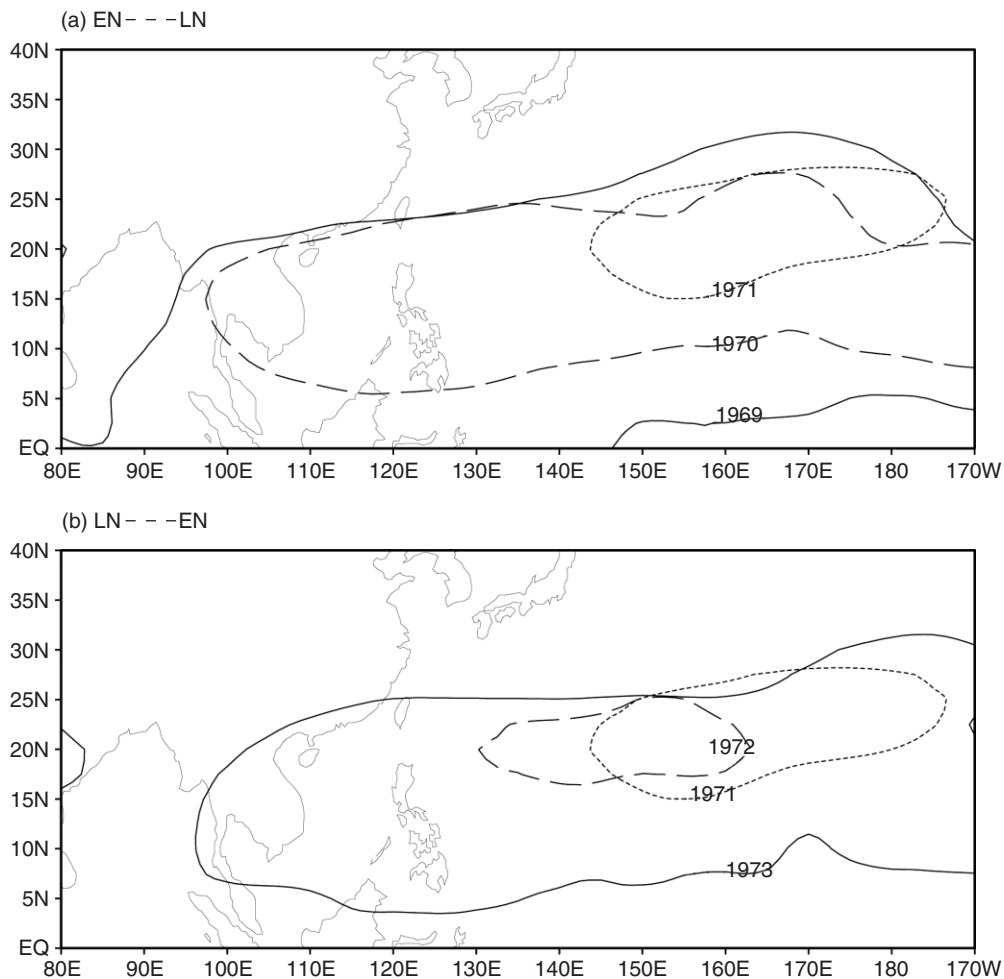 (a) EN - - - LN
40N
35N
30N
25N
20N
15N
10N
5N
EQ
1971
1970
1969
80E 90E 100E 110E 120E 130E 140E 150E 160E 170E 180 170W
(b) LN - - - EN
40N
35N
30N
25N
20N
15N
10N
5N
EQ
1972
1971
1973
80E 90E 100E 110E 120E 130E 140E 150E 160E 170E 180 170W